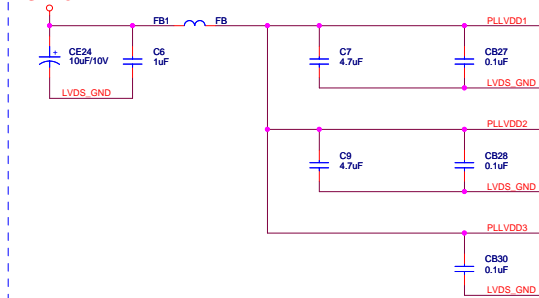 FB1 FB PLLVDD1
CE24 C6 C7 CB27
10uF/10V 1uF 4.7uF 0.1uF
LVDS_GND LVDS_GND
PLLVDD2
C9 CB28
4.7uF 0.1uF
LVDS_GND
PLLVDD3
CB30
0.1uF
LVDS_GND